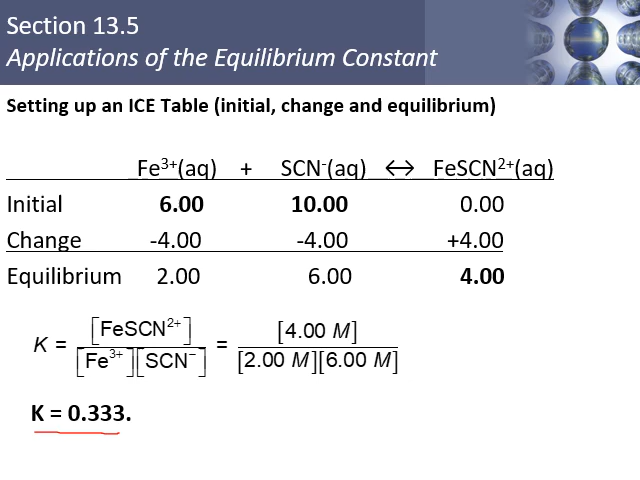 Section 13.5
Applications of the Equilibrium Constant
Setting up an ICE Table (initial, change and equilibrium)
Fe³⁺(aq) + SCN⁻(aq) ↔ FeSCN²⁺(aq)
Initial 6.00 10.00 0.00
Change -4.00 -4.00 +4.00
Equilibrium 2.00 6.00 4.00
K = [FeSCN²⁺] / [Fe³⁺][SCN⁻] = [4.00 M] / [2.00 M][6.00 M]
K = 0.333.